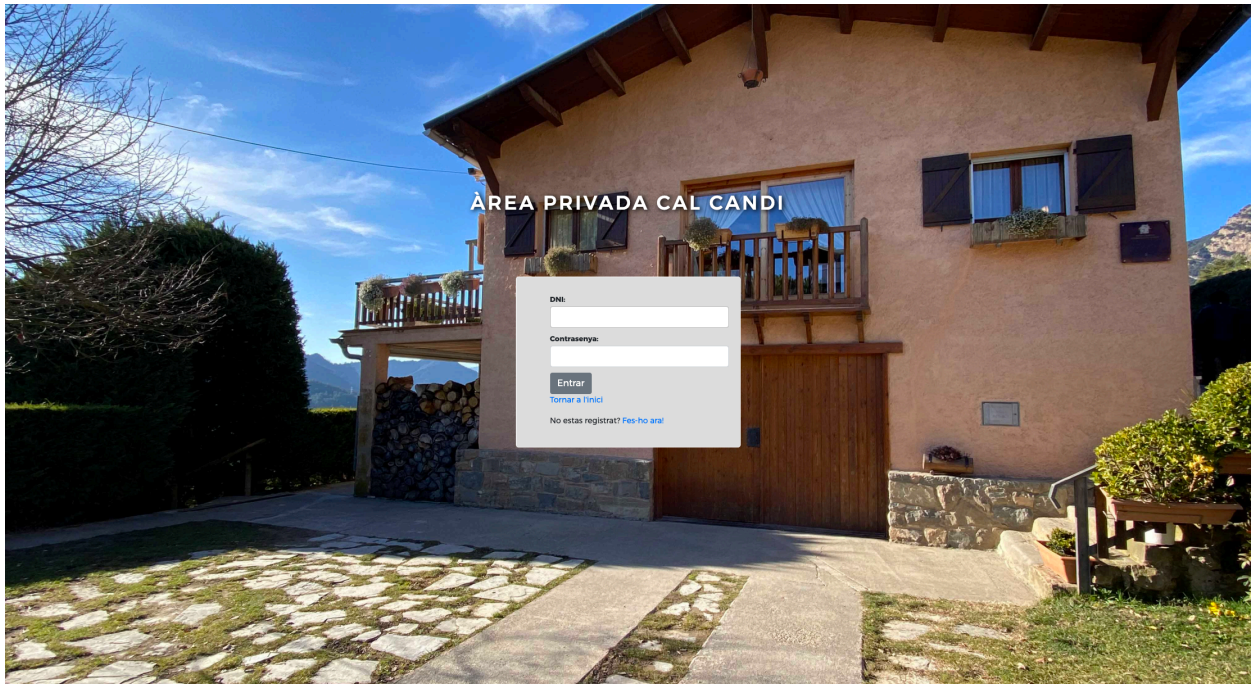 ÀREA PRIVADA CAL CANDI
DNI:
Contrasenya:
Entrar
Tornar a l'inici
No estas registrat? Fes-ho ara!